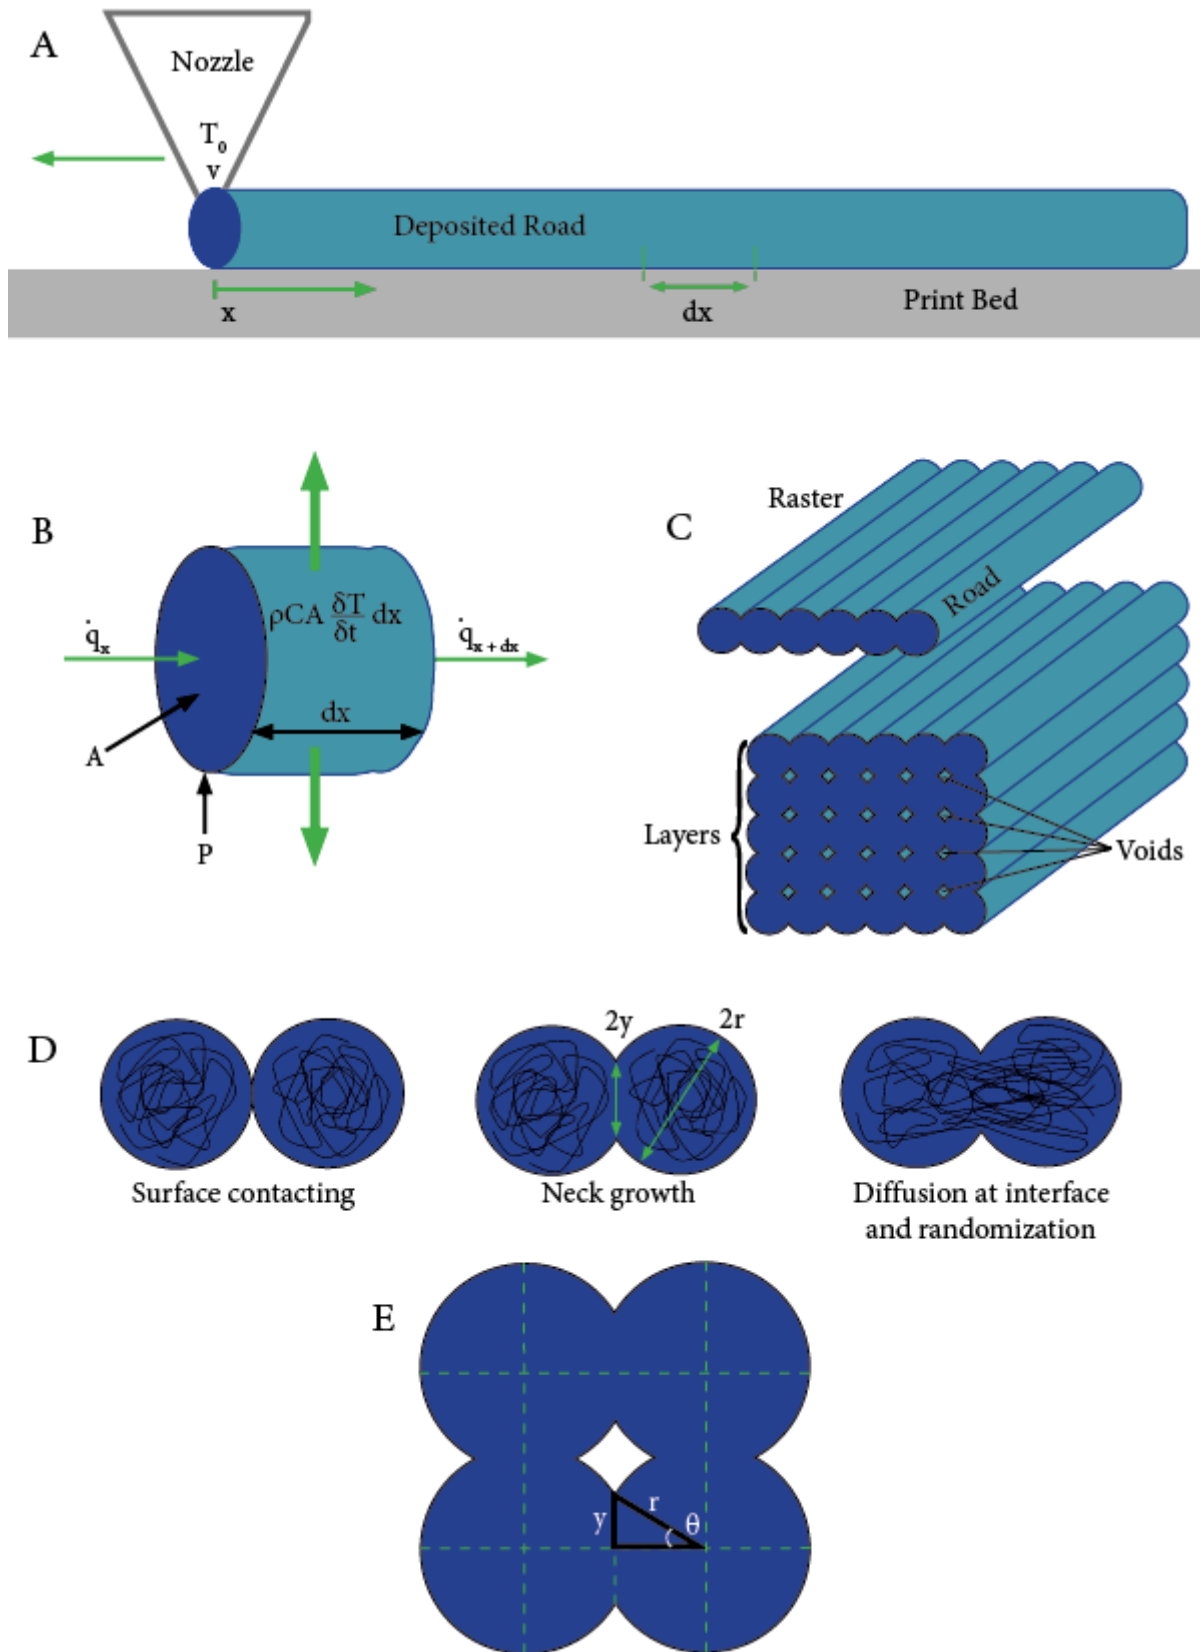 A
Nozzle
T₀
v
Deposited Road
x
dx
Print Bed
B
ρCA δT/δt dx
q̇ₓ
q̇ₓ₊dₓ
dx
A
P
C
Raster
Road
Layers
Voids
D
2y
2r
Surface contacting
Neck growth
Diffusion at interface
and randomization
E
y
r
θ